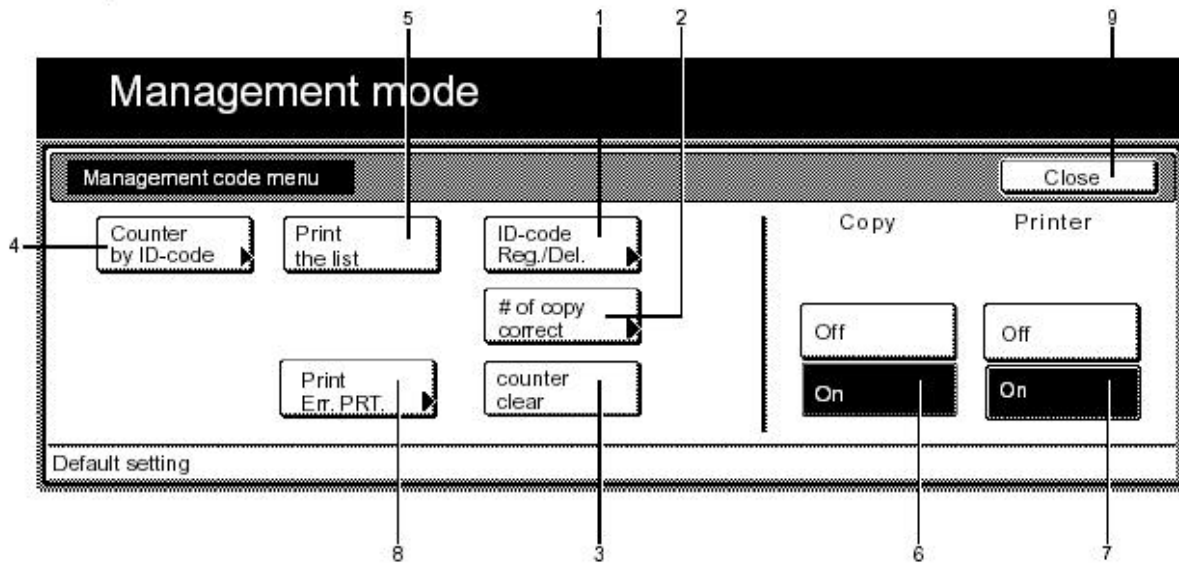 5 1 2 9
Management mode
Management code menu
Close
Copy Printer
4
Counter
by ID-code
Print
the list
ID-code
Reg./Del.
# of copy
correct
Off
Off
Print
Err. PRT.
counter
clear
On
On
Default setting
8 3 6 7